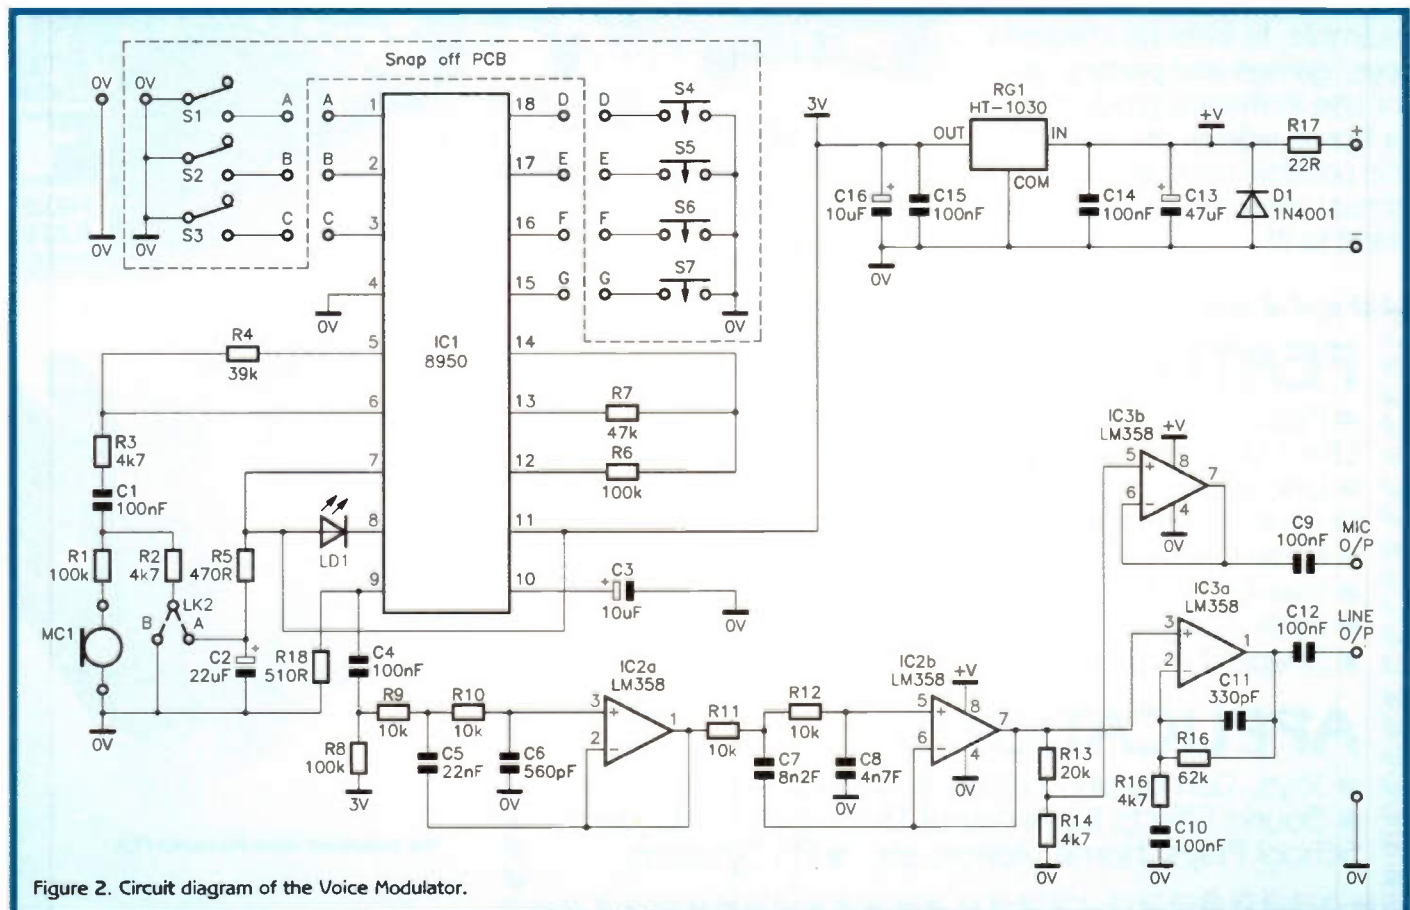 Snap off PCB
0V 0V
S1 A A 1
S2 B B 2
S3 C C 3
0V 0V
4
0V
18 D D S4
17 E E S5
16 F F S6
15 G G S7
0V
IC1
8950
R4
39k
5
6
7
8
9
14
13
12
11
10
R7
47k
R6
100k
R3
4k7
C1
100nF
R1
100k
R2
4k7
R5
470R
LD1
LK2
B A
MC1
C2 +
22uF
R18
510R
0V
+ C3
10uF
0V
C4
100nF
R8
100k
3V
R9
10k
R10
10k
C5
22nF
C6
560pF
0V
IC2a
LM358
3 +
2 −
1
R11
10k
R12
10k
C7
8n2F
C8
4n7F
0V
IC2b
LM358 +V
5 +
6 −
8
7
4
0V
R13
20k
R14
4k7
0V
3V
RG1
HT-1030
OUT IN
COM
+V
R17
22R
+
C16 +
10uF
C15
100nF
C14
100nF
+ C13
47uF
D1
1N4001
0V
IC3b
LM358 +V
5 +
6 −
8
7
4
0V
C9
100nF
MIC
O/P
IC3a
LM358
3 +
2 −
1
C12
100nF
LINE
O/P
C11
330pF
R16
62k
R16
4k7
C10
100nF
0V
0V
Figure 2. Circuit diagram of the Voice Modulator.